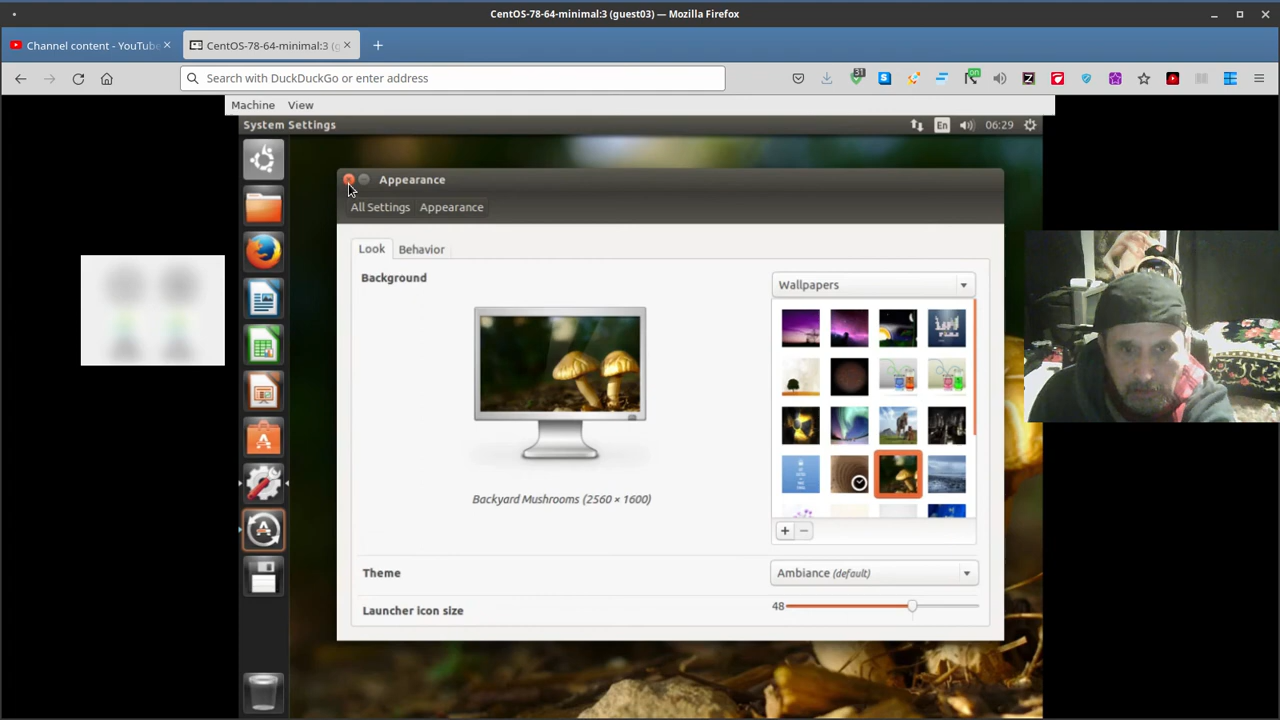 CentOS-78-64-minimal:3 (guest03) — Mozilla Firefox
Channel content - YouTube
CentOS-78-64-minimal:3 (g
Search with DuckDuckGo or enter address
31
on
Machine View
System Settings
En
06:29
Appearance
All Settings Appearance
Look Behavior
Background
Wallpapers
Backyard Mushrooms (2560 × 1600)
Theme
Ambiance (default)
Launcher icon size
48